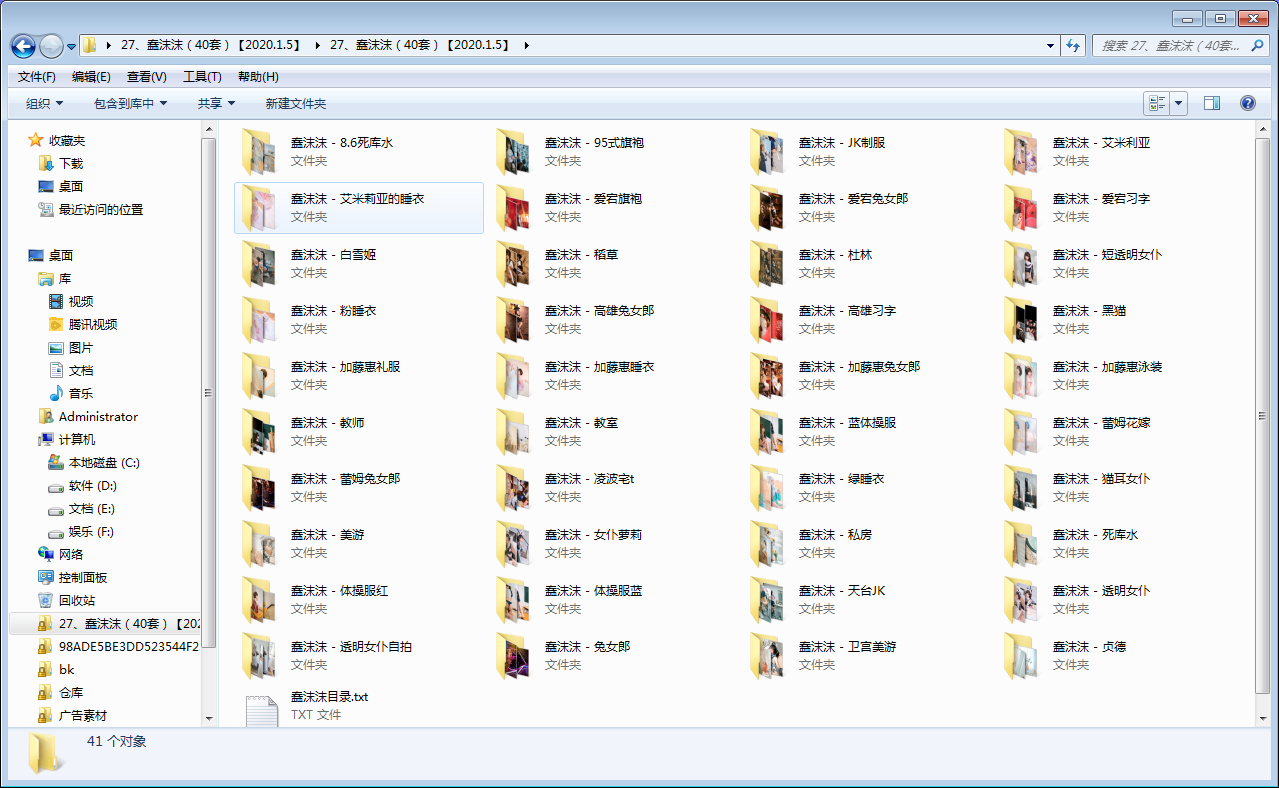 27、蠢沫沫（40套）【2020.1.5】 27、蠢沫沫（40套）【2020.1.5】
搜索 27、蠢沫沫（40套...
文件(F) 编辑(E) 查看(V) 工具(T) 帮助(H)
组织 包含到库中 共享 新建文件夹
收藏夹
下载
桌面
最近访问的位置
桌面
库
视频
腾讯视频
图片
文档
音乐
Administrator
计算机
本地磁盘 (C:)
软件 (D:)
文档 (E:)
娱乐 (F:)
网络
控制面板
回收站
27、蠢沫沫（40套）【202
98ADE5BE3DD523544F2
bk
仓库
广告素材
蠢沫沫 - 8.6死库水 蠢沫沫 - 95式旗袍 蠢沫沫 - JK制服 蠢沫沫 - 艾米利亚
文件夹 文件夹 文件夹 文件夹
蠢沫沫 - 艾米莉亚的睡衣 蠢沫沫 - 爱宕旗袍 蠢沫沫 - 爱宕兔女郎 蠢沫沫 - 爱宕习字
文件夹 文件夹 文件夹 文件夹
蠢沫沫 - 白雪姬 蠢沫沫 - 稻草 蠢沫沫 - 杜林 蠢沫沫 - 短透明女仆
文件夹 文件夹 文件夹 文件夹
蠢沫沫 - 粉睡衣 蠢沫沫 - 高雄兔女郎 蠢沫沫 - 高雄习字 蠢沫沫 - 黑猫
文件夹 文件夹 文件夹 文件夹
蠢沫沫 - 加藤惠礼服 蠢沫沫 - 加藤惠睡衣 蠢沫沫 - 加藤惠兔女郎 蠢沫沫 - 加藤惠泳装
文件夹 文件夹 文件夹 文件夹
蠢沫沫 - 教师 蠢沫沫 - 教室 蠢沫沫 - 蓝体操服 蠢沫沫 - 蕾姆花嫁
文件夹 文件夹 文件夹 文件夹
蠢沫沫 - 蕾姆兔女郎 蠢沫沫 - 凌波宅t 蠢沫沫 - 绿睡衣 蠢沫沫 - 猫耳女仆
文件夹 文件夹 文件夹 文件夹
蠢沫沫 - 美游 蠢沫沫 - 女仆萝莉 蠢沫沫 - 私房 蠢沫沫 - 死库水
文件夹 文件夹 文件夹 文件夹
蠢沫沫 - 体操服红 蠢沫沫 - 体操服蓝 蠢沫沫 - 天台JK 蠢沫沫 - 透明女仆
文件夹 文件夹 文件夹 文件夹
蠢沫沫 - 透明女仆自拍 蠢沫沫 - 兔女郎 蠢沫沫 - 卫宫美游 蠢沫沫 - 贞德
文件夹 文件夹 文件夹 文件夹
蠢沫沫目录.txt
TXT 文件
41 个对象